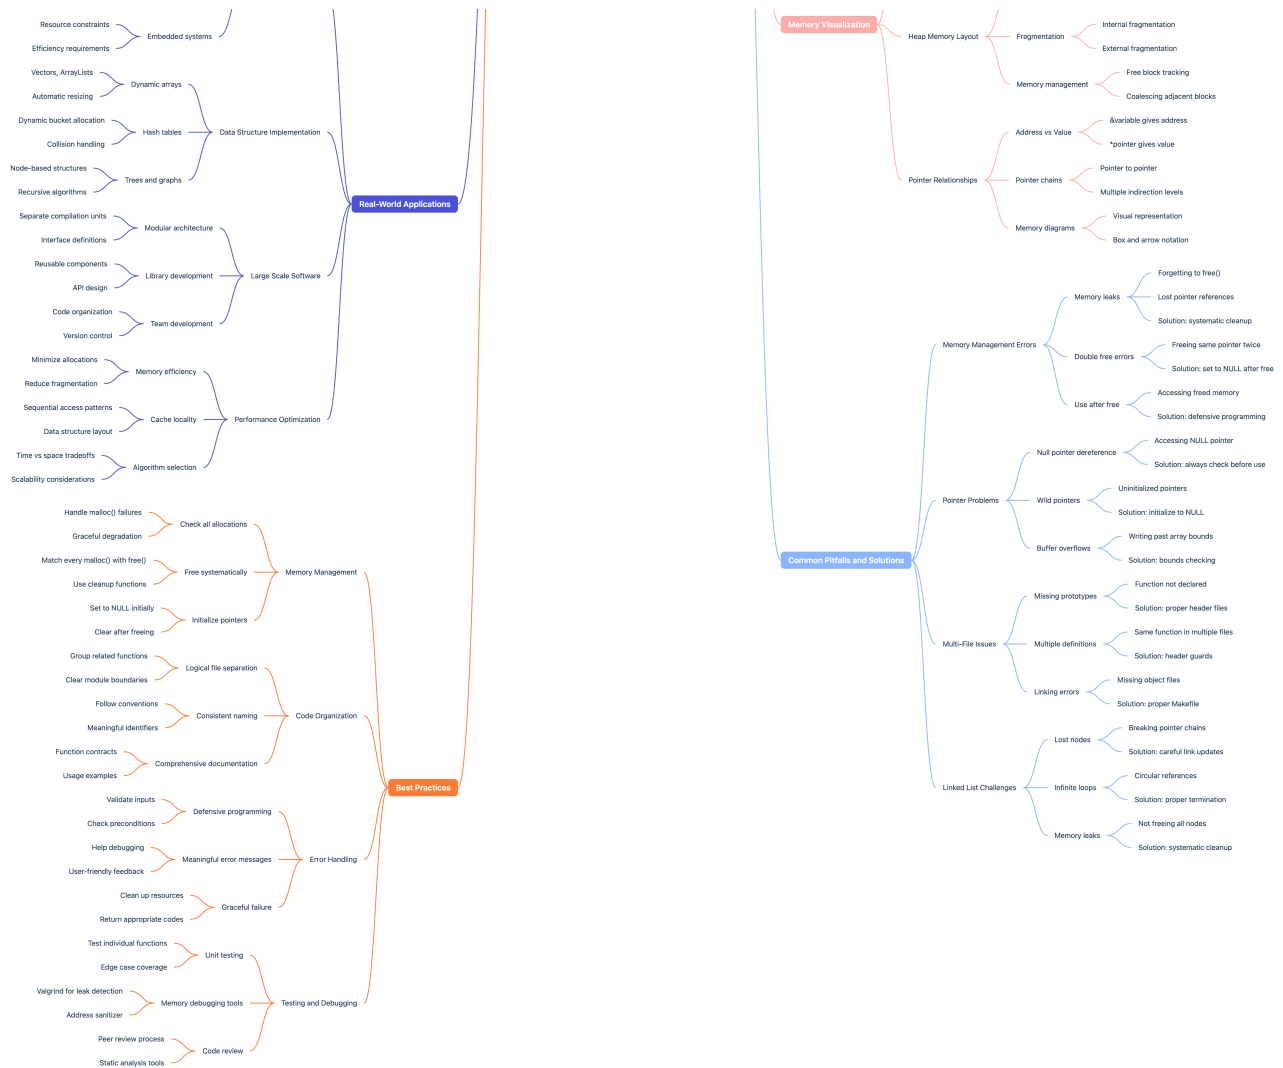 Resource constraints
Efficiency requirements
Embedded systems
Vectors, ArrayLists
Automatic resizing
Dynamic arrays
Dynamic bucket allocation
Collision handling
Hash tables
Node-based structures
Recursive algorithms
Trees and graphs
Data Structure Implementation
Separate compilation units
Interface definitions
Modular architecture
Reusable components
API design
Library development
Code organization
Version control
Team development
Large Scale Software
Minimize allocations
Reduce fragmentation
Memory efficiency
Sequential access patterns
Data structure layout
Cache locality
Time vs space tradeoffs
Scalability considerations
Algorithm selection
Performance Optimization
Real-World Applications
Handle malloc() failures
Graceful degradation
Check all allocations
Match every malloc() with free()
Use cleanup functions
Free systematically
Set to NULL initially
Clear after freeing
Initialize pointers
Memory Management
Group related functions
Clear module boundaries
Logical file separation
Follow conventions
Meaningful identifiers
Consistent naming
Function contracts
Usage examples
Comprehensive documentation
Code Organization
Validate inputs
Check preconditions
Defensive programming
Help debugging
User-friendly feedback
Meaningful error messages
Clean up resources
Return appropriate codes
Graceful failure
Error Handling
Test individual functions
Edge case coverage
Unit testing
Valgrind for leak detection
Address sanitizer
Memory debugging tools
Peer review process
Static analysis tools
Code review
Testing and Debugging
Best Practices
Memory Visualization
Heap Memory Layout
Fragmentation
Internal fragmentation
External fragmentation
Memory management
Free block tracking
Coalescing adjacent blocks
Pointer Relationships
Address vs Value
&variable gives address
*pointer gives value
Pointer chains
Pointer to pointer
Multiple indirection levels
Memory diagrams
Visual representation
Box and arrow notation
Common Pitfalls and Solutions
Memory Management Errors
Memory leaks
Forgetting to free()
Lost pointer references
Solution: systematic cleanup
Double free errors
Freeing same pointer twice
Solution: set to NULL after free
Use after free
Accessing freed memory
Solution: defensive programming
Pointer Problems
Null pointer dereference
Accessing NULL pointer
Solution: always check before use
Wild pointers
Uninitialized pointers
Solution: initialize to NULL
Buffer overflows
Writing past array bounds
Solution: bounds checking
Multi-File Issues
Missing prototypes
Function not declared
Solution: proper header files
Multiple definitions
Same function in multiple files
Solution: header guards
Linking errors
Missing object files
Solution: proper Makefile
Linked List Challenges
Lost nodes
Breaking pointer chains
Solution: careful link updates
Infinite loops
Circular references
Solution: proper termination
Memory leaks
Not freeing all nodes
Solution: systematic cleanup